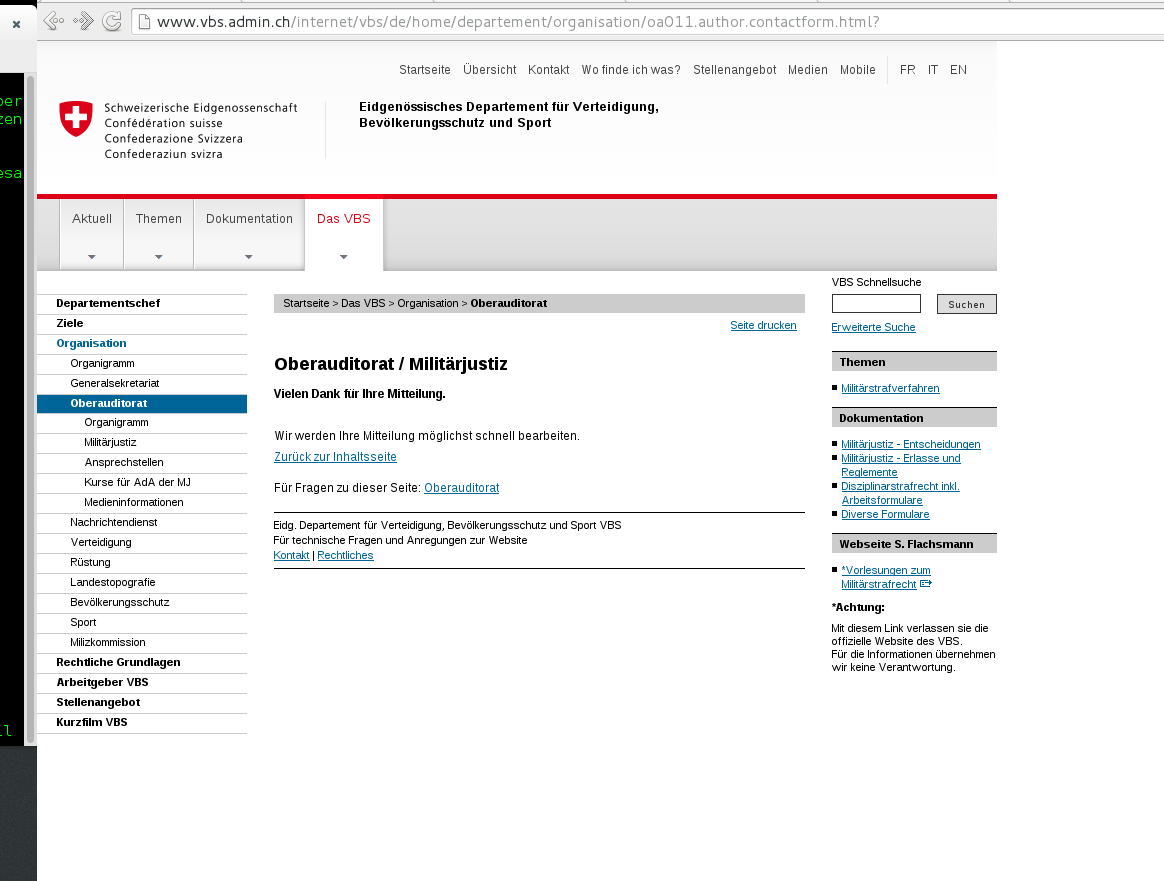 www.vbs.admin.ch/internet/vbs/de/home/departement/organisation/oa011.author.contactform.html?
Startseite Übersicht Kontakt Wo finde ich was? Stellenangebot Medien Mobile FR IT EN
Schweizerische Eidgenossenschaft
Confédération suisse
Confederazione Svizzera
Confederaziun svizra
Eidgenössisches Departement für Verteidigung,
Bevölkerungsschutz und Sport
Aktuell Themen Dokumentation Das VBS
Departementschef
Ziele
Organisation
Organigramm
Generalsekretariat
Oberauditorat
Organigramm
Militärjustiz
Ansprechstellen
Kurse für AdA der MJ
Medieninformationen
Nachrichtendienst
Verteidigung
Rüstung
Landestopografie
Bevölkerungsschutz
Sport
Milizkommission
Rechtliche Grundlagen
Arbeitgeber VBS
Stellenangebot
Kurzfilm VBS
Startseite > Das VBS > Organisation > Oberauditorat
Seite drucken
Oberauditorat / Militärjustiz
Vielen Dank für Ihre Mitteilung.
Wir werden Ihre Mitteilung möglichst schnell bearbeiten.
Zurück zur Inhaltsseite
Für Fragen zu dieser Seite: Oberauditorat
Eidg. Departement für Verteidigung, Bevölkerungsschutz und Sport VBS
Für technische Fragen und Anregungen zur Website
Kontakt | Rechtliches
VBS Schnellsuche
Suchen
Erweiterte Suche
Themen
Militärstrafverfahren
Dokumentation
Militärjustiz - Entscheidungen
Militärjustiz - Erlasse und
Reglemente
Disziplinarstrafrecht inkl.
Arbeitsformulare
Diverse Formulare
Webseite S. Flachsmann
*Vorlesungen zum
Militärstrafrecht
*Achtung:
Mit diesem Link verlassen sie die
offizielle Website des VBS.
Für die Informationen übernehmen
wir keine Verantwortung.